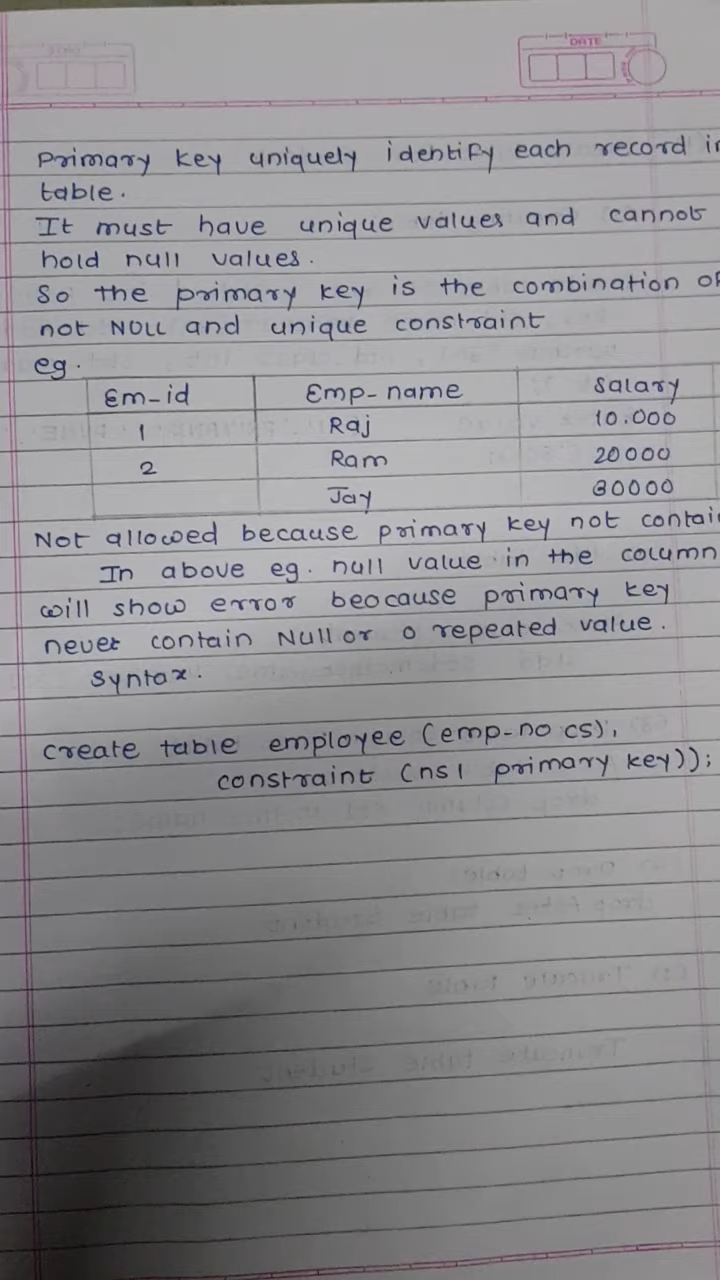 DATE
Primary key uniquely identify each record in
table.
It must have unique values and cannot
hold null values.
So the primary key is the combination of
not NULL and unique constraint
eg.
Em-id Emp-name Salary
1 Raj 10.000
2 Ram 20000
Jay 30000
Not allowed because primary key not contai
In above eg. null value in the column
will show error beocause primary key
never contain Null or o repeated value.
Syntax.
Create table employee (emp-no cs),
constraint (ns1 primary key));